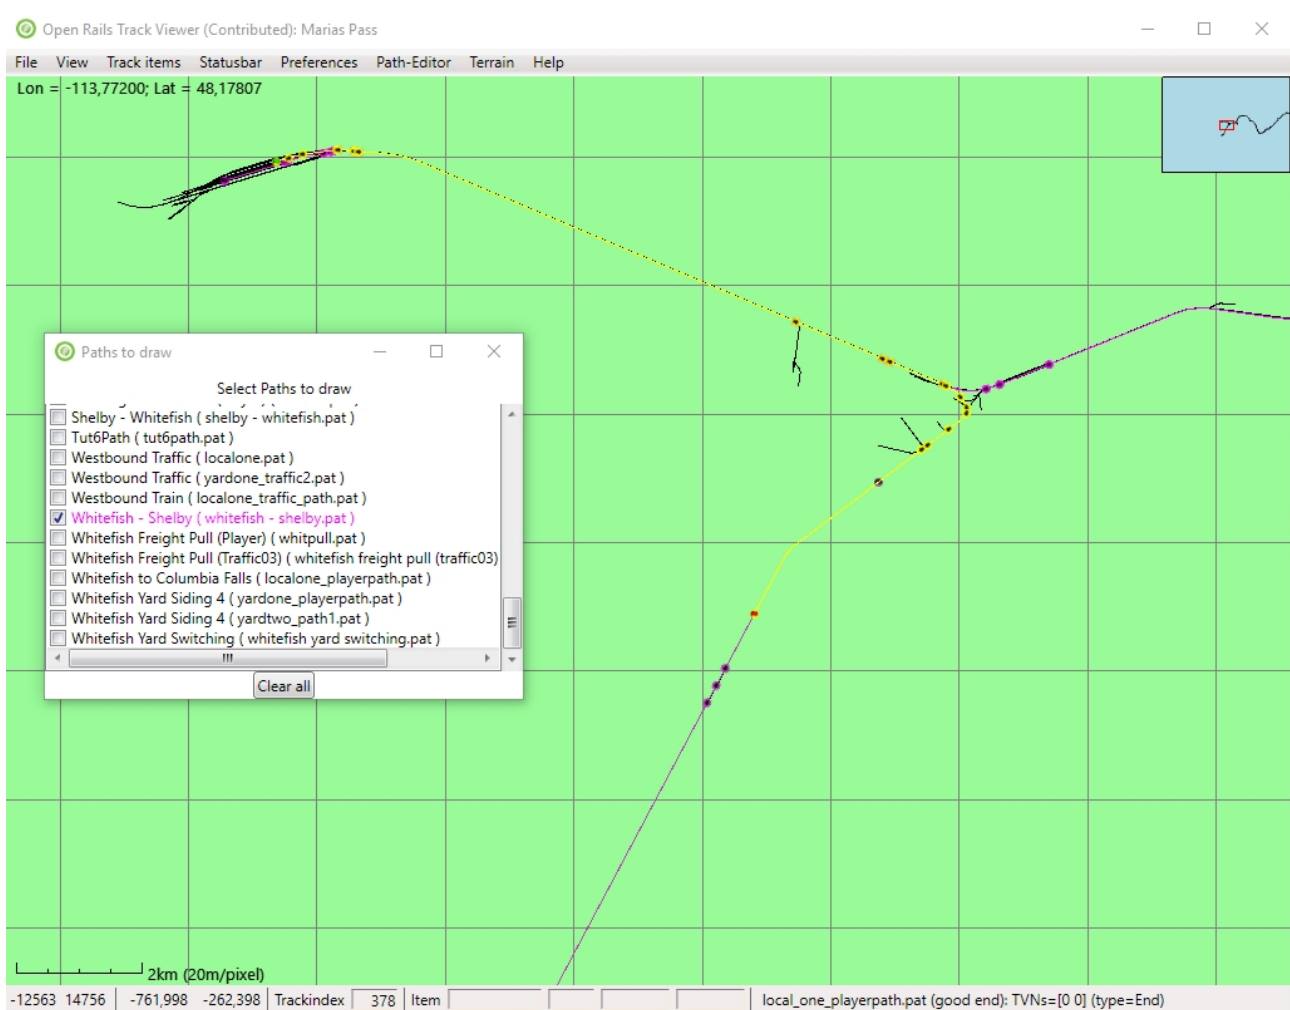 Open Rails Track Viewer (Contributed): Marias Pass
File View Track items Statusbar Preferences Path-Editor Terrain Help
Lon = -113,77200; Lat = 48,17807
Paths to draw
Select Paths to draw
Shelby - Whitefish ( shelby - whitefish.pat )
Tut6Path ( tut6path.pat )
Westbound Traffic ( localone.pat )
Westbound Traffic ( yardone_traffic2.pat )
Westbound Train ( localone_traffic_path.pat )
Whitefish - Shelby ( whitefish - shelby.pat )
Whitefish Freight Pull (Player) ( whitpull.pat )
Whitefish Freight Pull (Traffic03) ( whitefish freight pull (traffic03)
Whitefish to Columbia Falls ( localone_playerpath.pat )
Whitefish Yard Siding 4 ( yardone_playerpath.pat )
Whitefish Yard Siding 4 ( yardtwo_path1.pat )
Whitefish Yard Switching ( whitefish yard switching.pat )
Clear all
2km (20m/pixel)
-12563 14756 -761,998 -262,398 Trackindex 378 Item local_one_playerpath.pat (good end): TVNs=[0 0] (type=End)